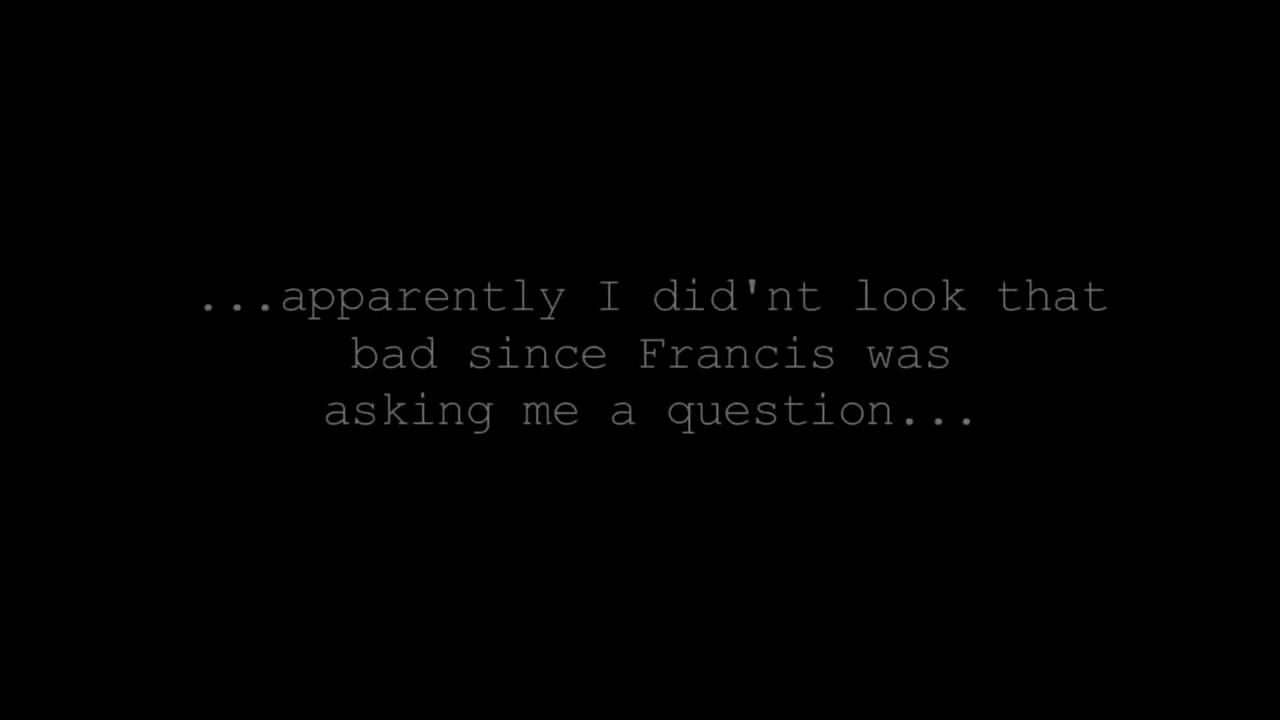 ...apparently I did'nt look that
bad since Francis was
asking me a question...